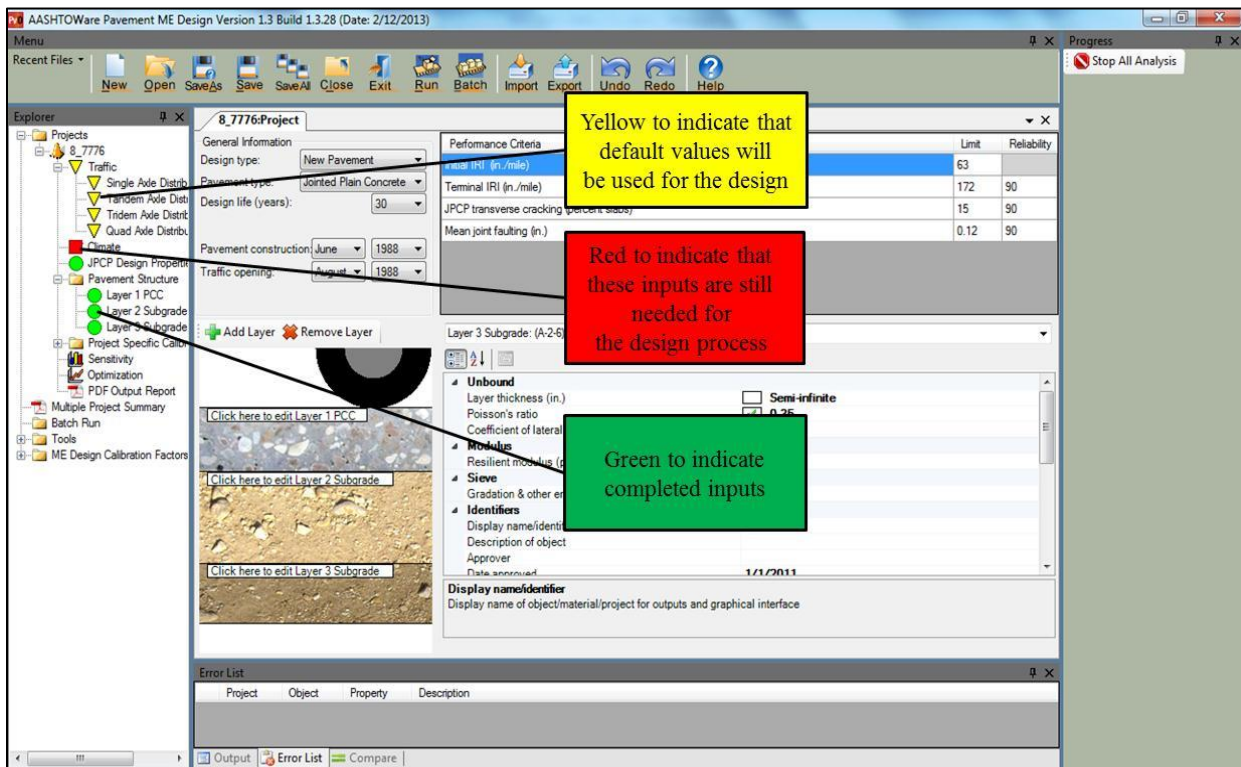 AASHTOWare Pavement ME Design Version 1.3 Build 1.3.28 (Date: 2/12/2013)
Menu
Recent Files
New Open SaveAs Save SaveAll Close Exit Run Batch Import Export Undo Redo Help
Progress
Stop All Analysis
Explorer
Projects
8_7776
Traffic
Single Axle Distrib
Tandem Axle Distr
Tridem Axle Distrib
Quad Axle Distribu
Climate
JPCP Design Propertie
Pavement Structure
Layer 1 PCC
Layer 2 Subgrade
Layer 3 Subgrade
Project Specific Calibr
Sensitivity
Optimization
PDF Output Report
Multiple Project Summary
Batch Run
Tools
ME Design Calibration Factors
8_7776:Project
General Information
Design type: New Pavement
Pavement type: Jointed Plain Concrete
Design life (years): 30
Pavement construction: June 1988
Traffic opening: August 1988
Performance Criteria Limit Reliability
Initial IRI (in./mile) 63
Terminal IRI (in./mile) 172 90
JPCP transverse cracking (percent slabs) 15 90
Mean joint faulting (in.) 0.12 90
Yellow to indicate that
default values will
be used for the design
Red to indicate that
these inputs are still
needed for
the design process
Green to indicate
completed inputs
Add Layer Remove Layer
Click here to edit Layer 1 PCC
Click here to edit Layer 2 Subgrade
Click here to edit Layer 3 Subgrade
Layer 3 Subgrade: (A-2-6)
Unbound
Layer thickness (in.) Semi-infinite
Poisson's ratio 0.35
Coefficient of lateral
Modulus
Resilient modulus (p
Sieve
Gradation & other en
Identifiers
Display name/identif
Description of object
Approver
Date approved 1/1/2011
Display name/identifier
Display name of object/material/project for outputs and graphical interface
Error List
Project Object Property Description
Output Error List Compare